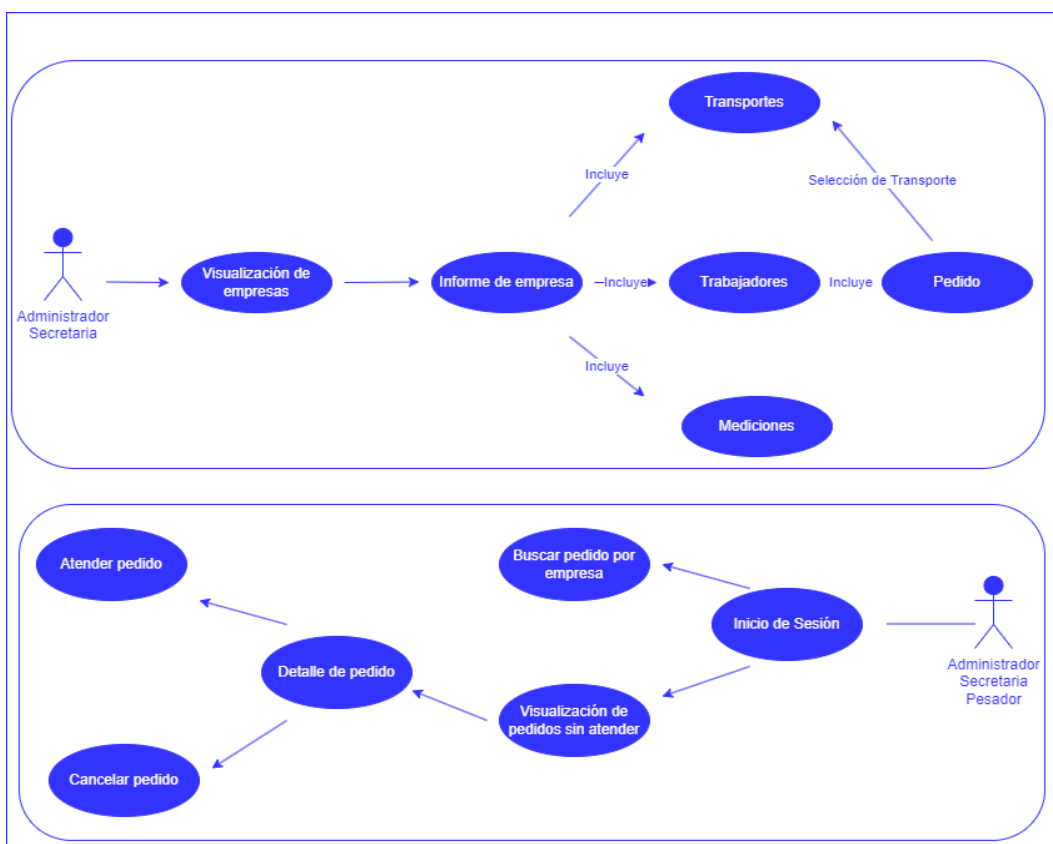 Transportes
Incluye
Selección de Transporte
Administrador
Secretaria
Visualización de
empresas
Informe de empresa
Incluye
Trabajadores
Incluye
Pedido
Incluye
Mediciones
Atender pedido
Buscar pedido por
empresa
Inicio de Sesión
Administrador
Secretaria
Pesador
Detalle de pedido
Visualización de
pedidos sin atender
Cancelar pedido